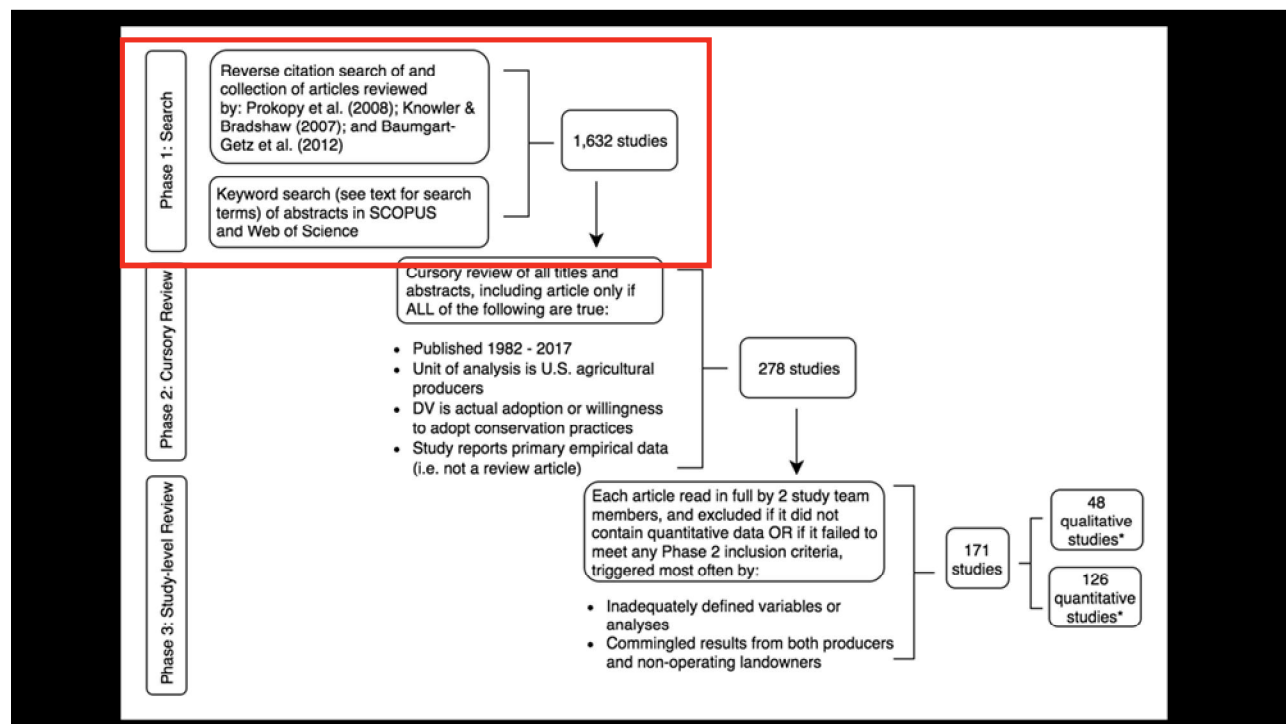 Phase 1: Search
Reverse citation search of and
collection of articles reviewed
by: Prokopy et al. (2008); Knowler &
Bradshaw (2007); and Baumgart-
Getz et al. (2012)
Keyword search (see text for search
terms) of abstracts in SCOPUS
and Web of Science
1,632 studies
Phase 2: Cursory Review
Cursory review of all titles and
abstracts, including article only if
ALL of the following are true:
• Published 1982 - 2017
• Unit of analysis is U.S. agricultural
producers
• DV is actual adoption or willingness
to adopt conservation practices
• Study reports primary empirical data
(i.e. not a review article)
278 studies
Phase 3: Study-level Review
Each article read in full by 2 study team
members, and excluded if it did not
contain quantitative data OR if it failed to
meet any Phase 2 inclusion criteria,
triggered most often by:
• Inadequately defined variables or
analyses
• Commingled results from both producers
and non-operating landowners
171
studies
48
qualitative
studies*
126
quantitative
studies*